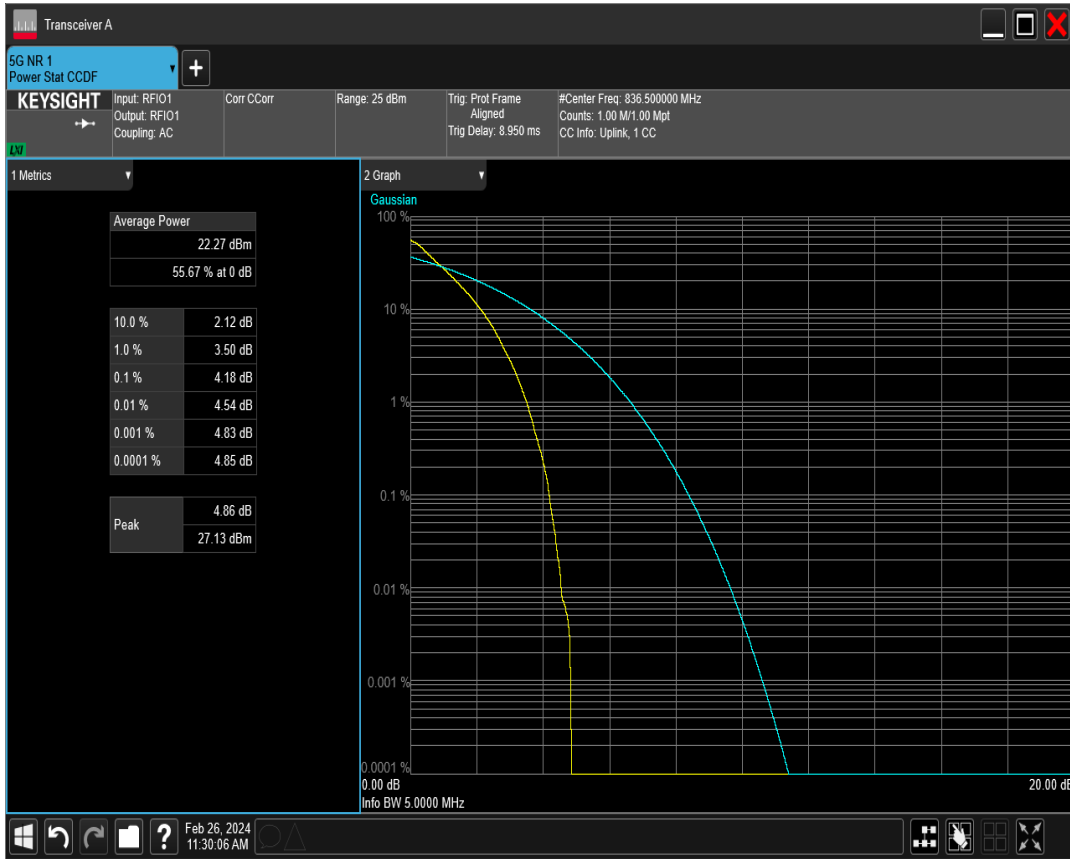 Transceiver A
5G NR 1
Power Stat CCDF
+
KEYSIGHT
LXI
Input: RFIO1
Output: RFIO1
Coupling: AC
Corr CCorr
Range: 25 dBm
Trig: Prot Frame
Aligned
Trig Delay: 8.950 ms
#Center Freq: 836.500000 MHz
Counts: 1.00 M/1.00 Mpt
CC Info: Uplink, 1 CC
1 Metrics
Average Power
22.27 dBm
55.67 % at 0 dB
10.0 % 2.12 dB
1.0 % 3.50 dB
0.1 % 4.18 dB
0.01 % 4.54 dB
0.001 % 4.83 dB
0.0001 % 4.85 dB
Peak
4.86 dB
27.13 dBm
2 Graph
Gaussian
100 %
10 %
1 %
0.1 %
0.01 %
0.001 %
0.0001 %
0.00 dB 20.00 dB
Info BW 5.0000 MHz
?
Feb 26, 2024
11:30:06 AM